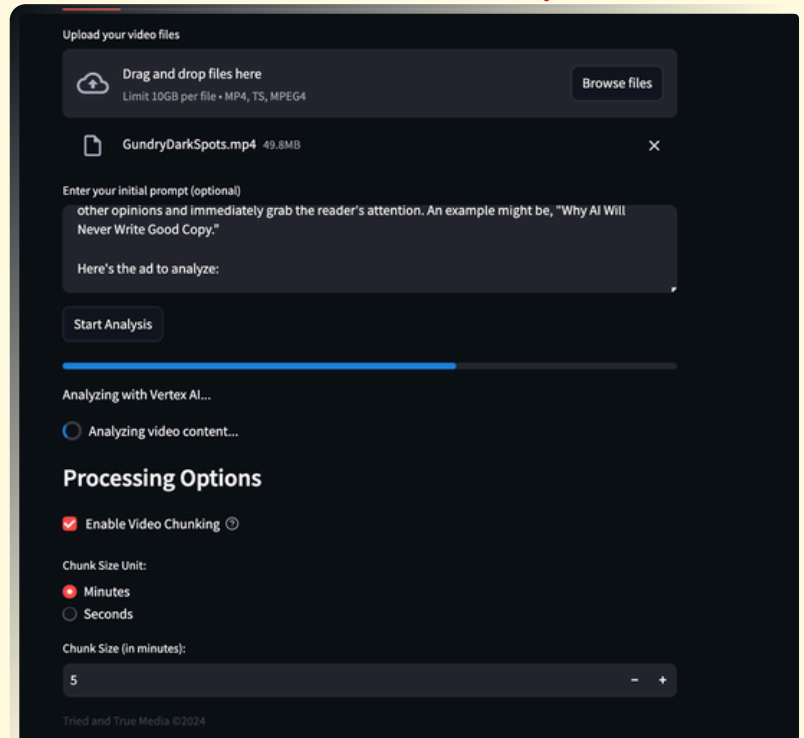 Upload your video files
Drag and drop files here
Limit 10GB per file • MP4, TS, MPEG4
Browse files
GundryDarkSpots.mp4 49.8MB
Enter your initial prompt (optional)
other opinions and immediately grab the reader's attention. An example might be, "Why AI Will
Never Write Good Copy."
Here's the ad to analyze:
Start Analysis
Analyzing with Vertex AI...
Analyzing video content...
Processing Options
Enable Video Chunking
Chunk Size Unit:
Minutes
Seconds
Chunk Size (in minutes):
5
Tried and True Media ©2024